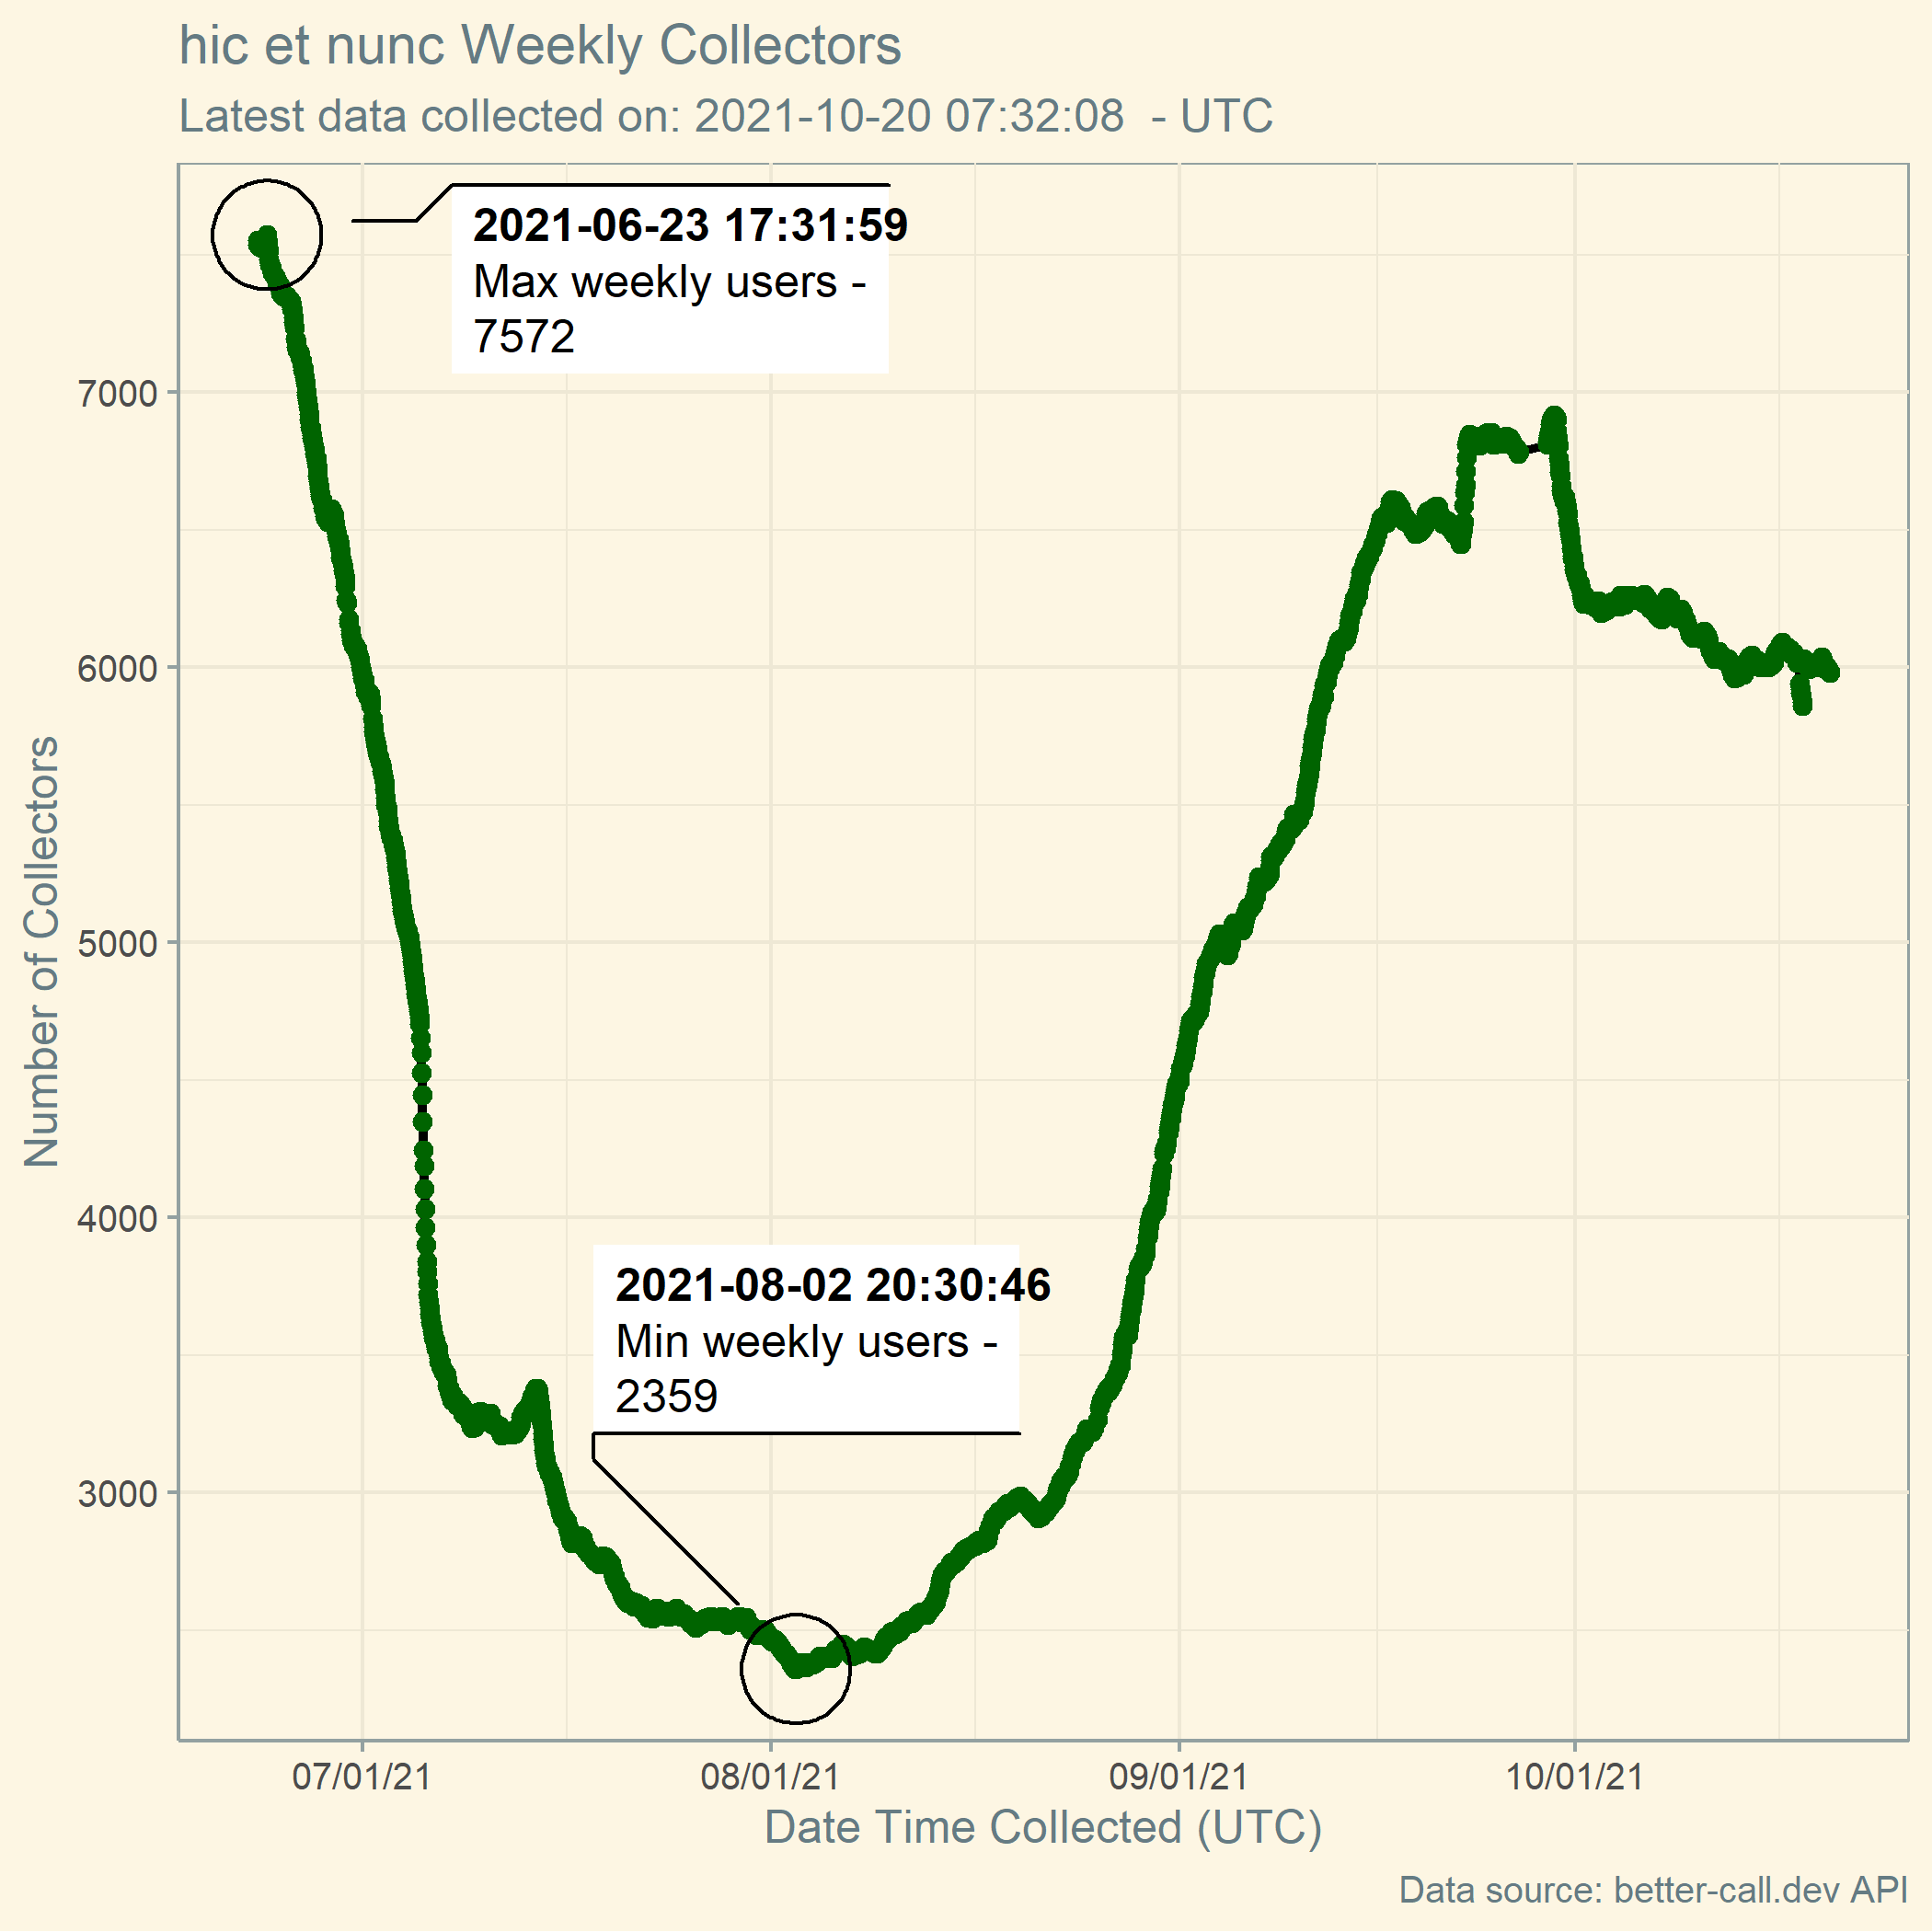 hic et nunc Weekly Collectors
Latest data collected on: 2021-10-20 07:32:08  - UTC
2021-06-23 17:31:59
Max weekly users -
7572
7000
6000
5000
4000
3000
Number of Collectors
2021-08-02 20:30:46
Min weekly users -
2359
07/01/21
08/01/21
09/01/21
10/01/21
Date Time Collected (UTC)
Data source: better-call.dev API